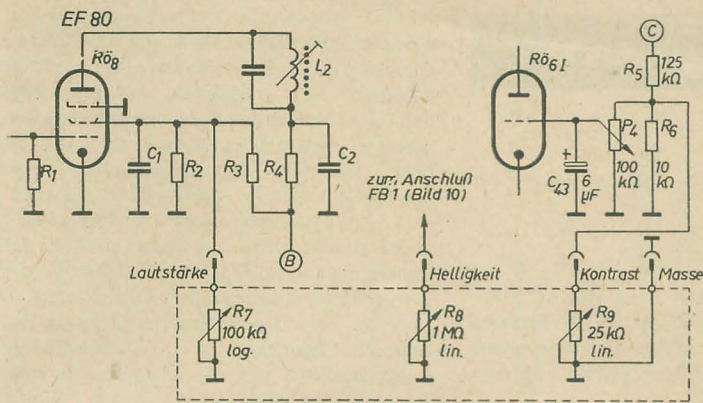 EF 80
Rö8
R1
C1
R2
R3
R4
C2
L2
B
Rö6 I
C
R5
125
kΩ
P4
100
kΩ
R6
10
kΩ
+
C43
6
µF
zum Anschluß
FB 1 (Bild 10)
Lautstärke
Helligkeit
Kontrast
Masse
R7
100 kΩ
log.
R8
1 MΩ
lin.
R9
25 kΩ
lin.